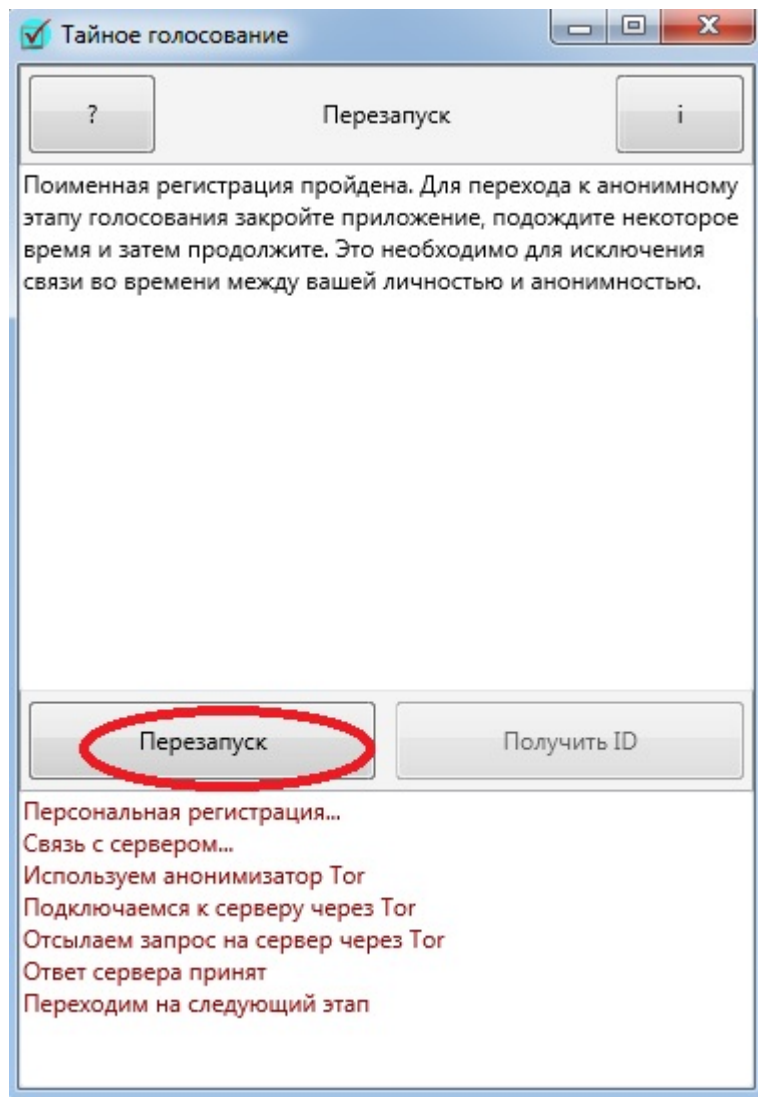 Тайное голосование
? Перезапуск i
Поименная регистрация пройдена. Для перехода к анонимному
этапу голосования закройте приложение, подождите некоторое
время и затем продолжите. Это необходимо для исключения
связи во времени между вашей личностью и анонимностью.
Перезапуск Получить ID
Персональная регистрация...
Связь с сервером...
Используем анонимизатор Tor
Подключаемся к серверу через Tor
Отсылаем запрос на сервер через Tor
Ответ сервера принят
Переходим на следующий этап